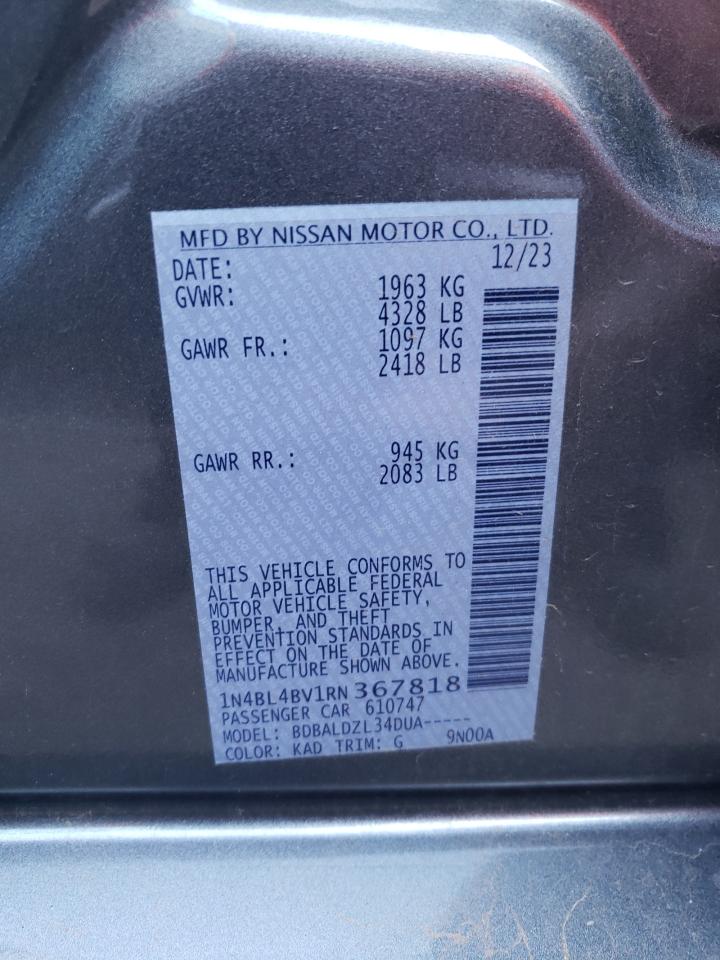 MFD BY NISSAN MOTOR CO., LTD.
DATE: 12/23
GVWR: 1963 KG
4328 LB
GAWR FR.: 1097 KG
2418 LB
GAWR RR.: 945 KG
2083 LB
THIS VEHICLE CONFORMS TO
ALL APPLICABLE FEDERAL
MOTOR VEHICLE SAFETY,
BUMPER, AND THEFT
PREVENTION STANDARDS IN
EFFECT ON THE DATE OF
MANUFACTURE SHOWN ABOVE.
1N4BL4BV1RN367818
PASSENGER CAR 610747
MODEL: BDBALDZL34DUA-----
COLOR: KAD TRIM: G 9N00A